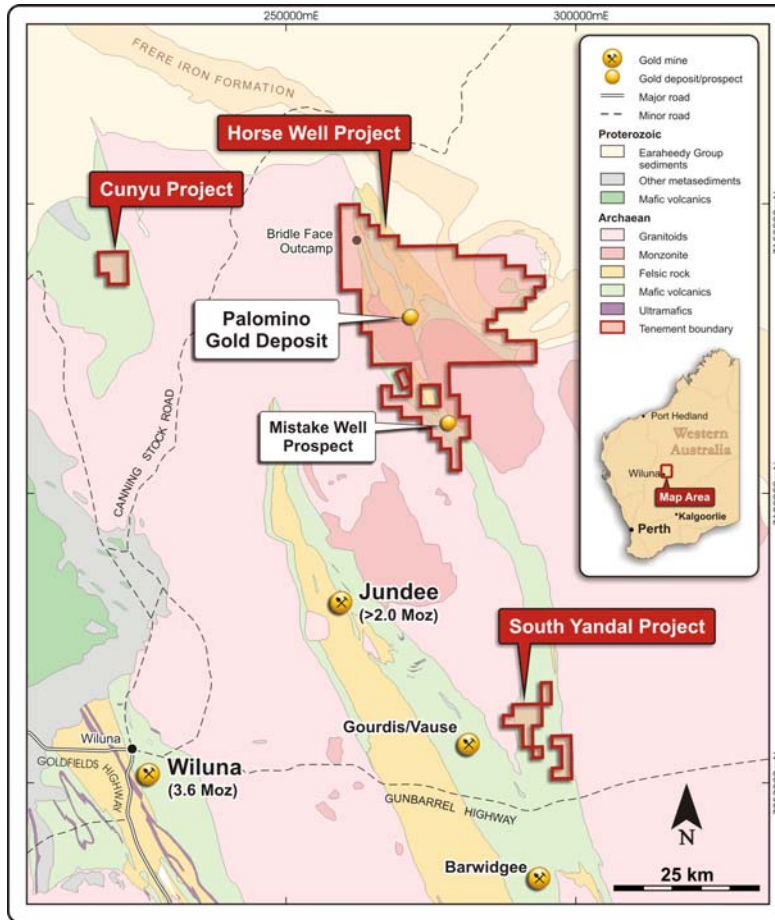 250000mE
300000mE
FRERE IRON FORMATION
Horse Well Project
Cunyu Project
Bridle Face
Outcamp
Palomino
Gold Deposit
Mistake Well
Prospect
CANNING STOCK ROAD
Jundee
(>2.0 Moz)
South Yandal Project
Gourdis/Vause
Wiluna
Wiluna
(3.6 Moz)
GOLDFIELDS HIGHWAY
GUNBARREL HIGHWAY
Barwidgee
N
25 km
Gold mine
Gold deposit/prospect
Major road
Minor road
Proterozoic
Earaheedy Group
sediments
Other metasediments
Mafic volcanics
Archaean
Granitoids
Monzonite
Felsic rock
Mafic volcanics
Ultramafics
Tenement boundary
Port Hedland
Western
Australia
Wiluna
Map Area
Kalgoorlie
Perth